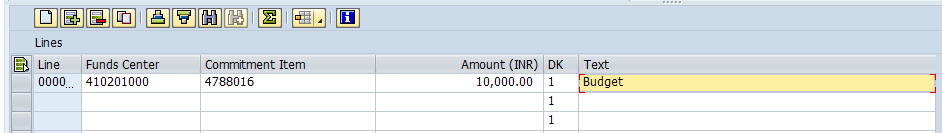 Lines
Line Funds Center Commitment Item Amount (INR) DK Text
0000... 410201000 4788016 10,000.00 1 Budget
1
1